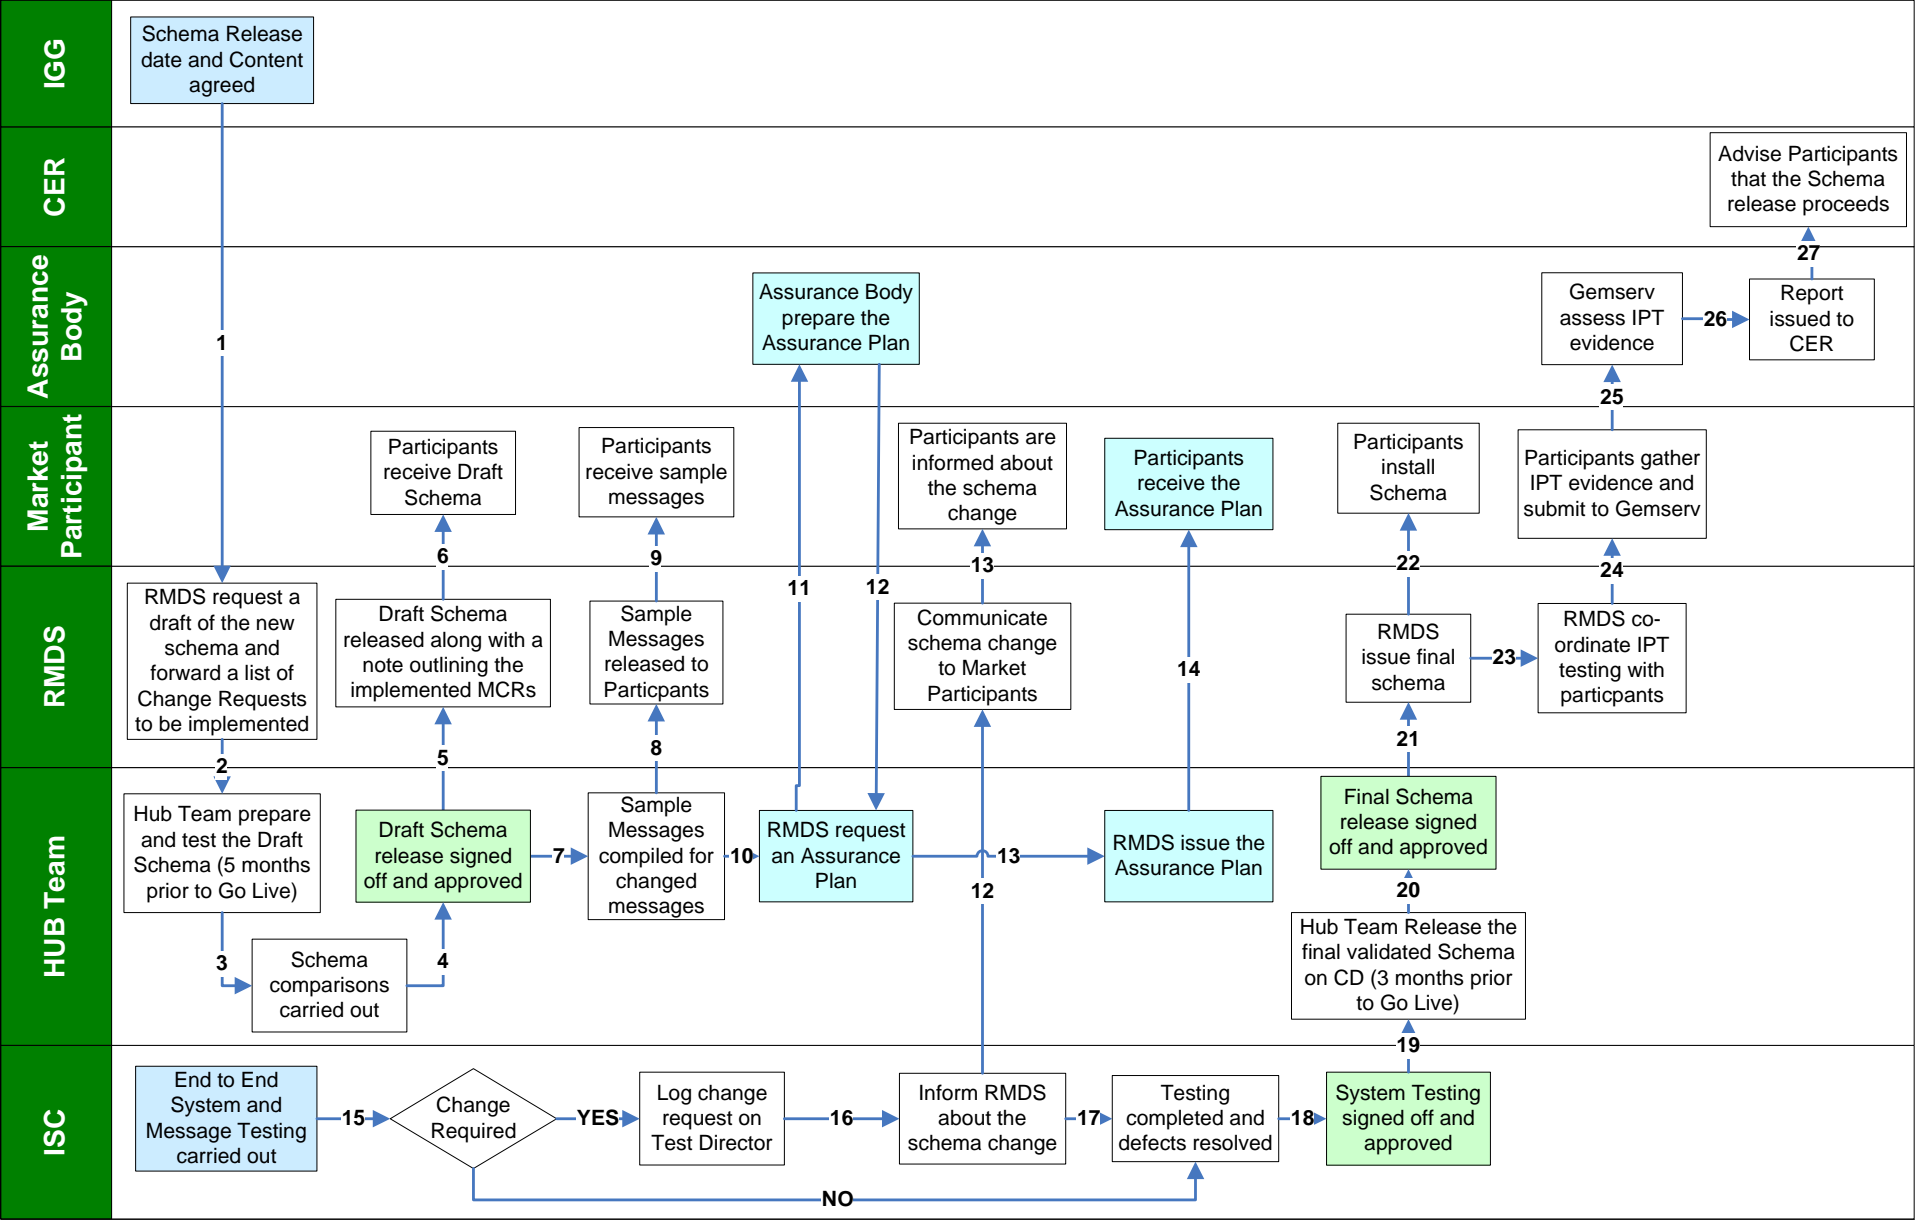 IGG
Schema Release
date and Content
agreed
CER
Advise Participants
that the Schema
release proceeds
Assurance
Body
1
Assurance Body
prepare the
Assurance Plan
Gemserv
assess IPT
evidence
26
Report
issued to
CER
27
25
Market
Participant
Participants
receive Draft
Schema
Participants
receive sample
messages
Participants are
informed about
the schema
change
Participants
receive the
Assurance Plan
Participants
install
Schema
Participants gather
IPT evidence and
submit to Gemserv
6
9
11
12
13
22
24
RMDS
RMDS request a
draft of the new
schema and
forward a list of
Change Requests
to be implemented
Draft Schema
released along with a
note outlining the
implemented MCRs
Sample
Messages
released to
Particpants
Communicate
schema change
to Market
Participants
14
RMDS
issue final
schema
23
RMDS co-
ordinate IPT
testing with
particpants
2
5
8
21
HUB Team
Hub Team prepare
and test the Draft
Schema (5 months
prior to Go Live)
Draft Schema
release signed
off and approved
7
Sample
Messages
compiled for
changed
messages
10
RMDS request
an Assurance
Plan
13
RMDS issue the
Assurance Plan
Final Schema
release signed
off and approved
3
Schema
comparisons
carried out
4
12
20
Hub Team Release the
final validated Schema
on CD (3 months prior
to Go Live)
19
ISC
End to End
System and
Message Testing
carried out
15
Change
Required
YES
Log change
request on
Test Director
16
Inform RMDS
about the
schema change
17
Testing
completed and
defects resolved
18
System Testing
signed off and
approved
NO